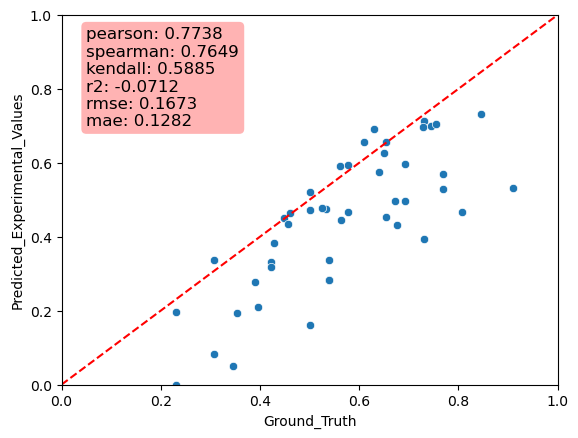 pearson: 0.7738
spearman: 0.7649
kendall: 0.5885
r2: -0.0712
rmse: 0.1673
mae: 0.1282
1.0
0.8
0.6
0.4
0.2
0.0
Predicted_Experimental_Values
0.0 0.2 0.4 0.6 0.8 1.0
Ground_Truth